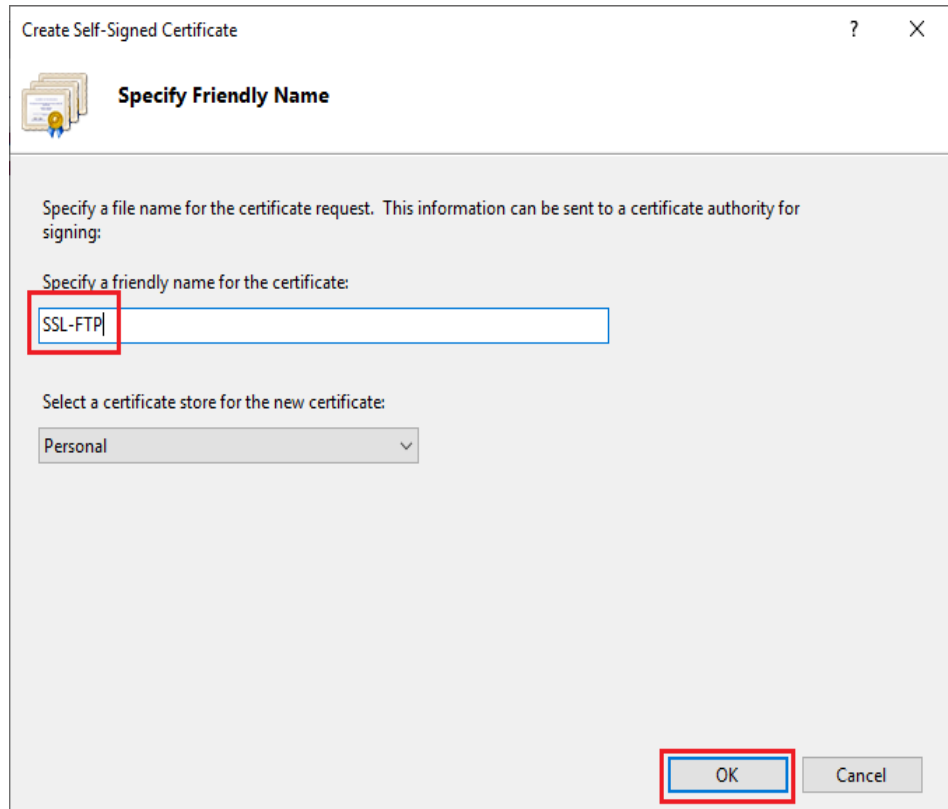 Create Self-Signed Certificate
?
Specify Friendly Name
Specify a file name for the certificate request.  This information can be sent to a certificate authority for
signing:
Specify a friendly name for the certificate:
SSL-FTP
Select a certificate store for the new certificate:
Personal
OK
Cancel